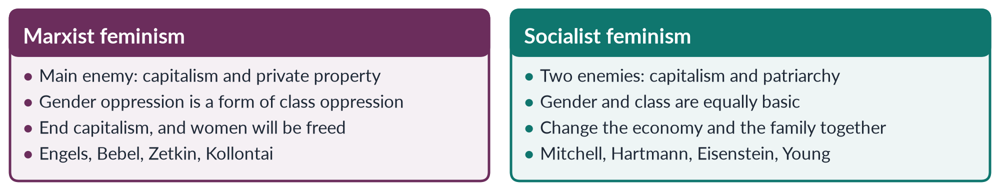 Marxist feminism
• Main enemy: capitalism and private property
• Gender oppression is a form of class oppression
• End capitalism, and women will be freed
• Engels, Bebel, Zetkin, Kollontai
Socialist feminism
• Two enemies: capitalism and patriarchy
• Gender and class are equally basic
• Change the economy and the family together
• Mitchell, Hartmann, Eisenstein, Young